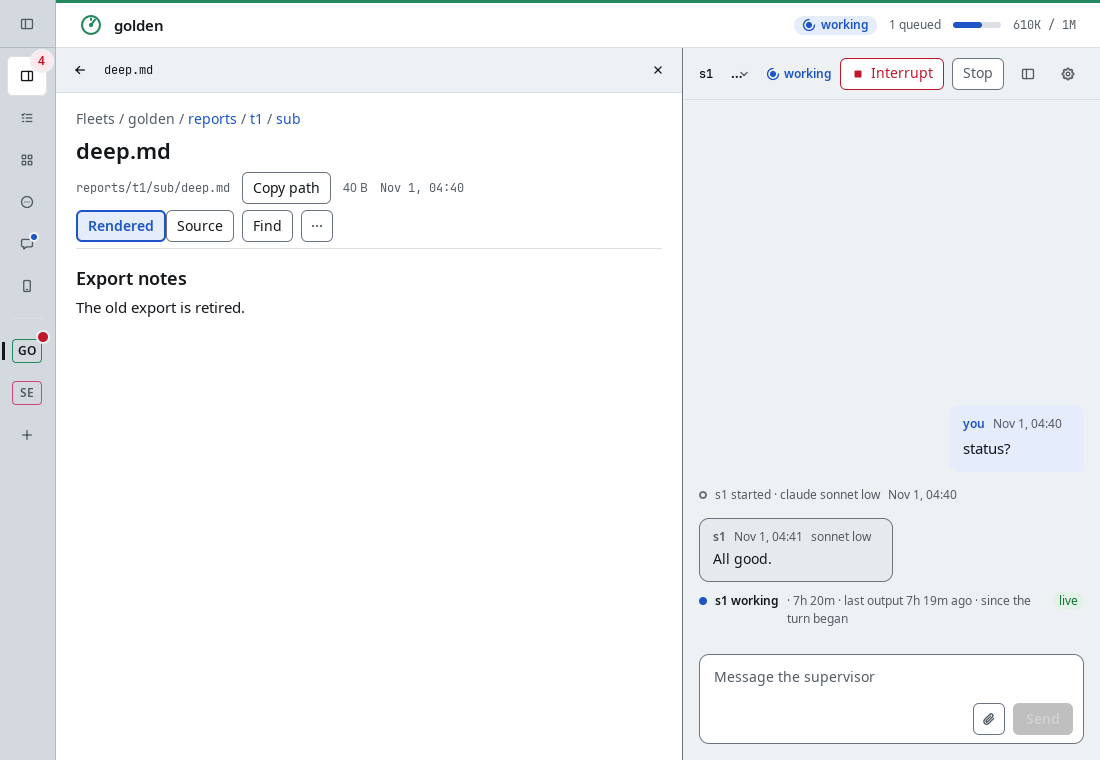 golden
working
1 queued
610K / 1M
4
deep.md
s1
...
working
Interrupt
Stop
Fleets / golden / reports / t1 / sub
deep.md
reports/t1/sub/deep.md
Copy path
40 B
Nov 1, 04:40
Rendered
Source
Find
···
Export notes
The old export is retired.
GO
SE
you Nov 1, 04:40
status?
s1 started · claude sonnet low Nov 1, 04:40
s1 Nov 1, 04:41 sonnet low
All good.
s1 working · 7h 20m · last output 7h 19m ago · since the
turn began
live
Message the supervisor
Send